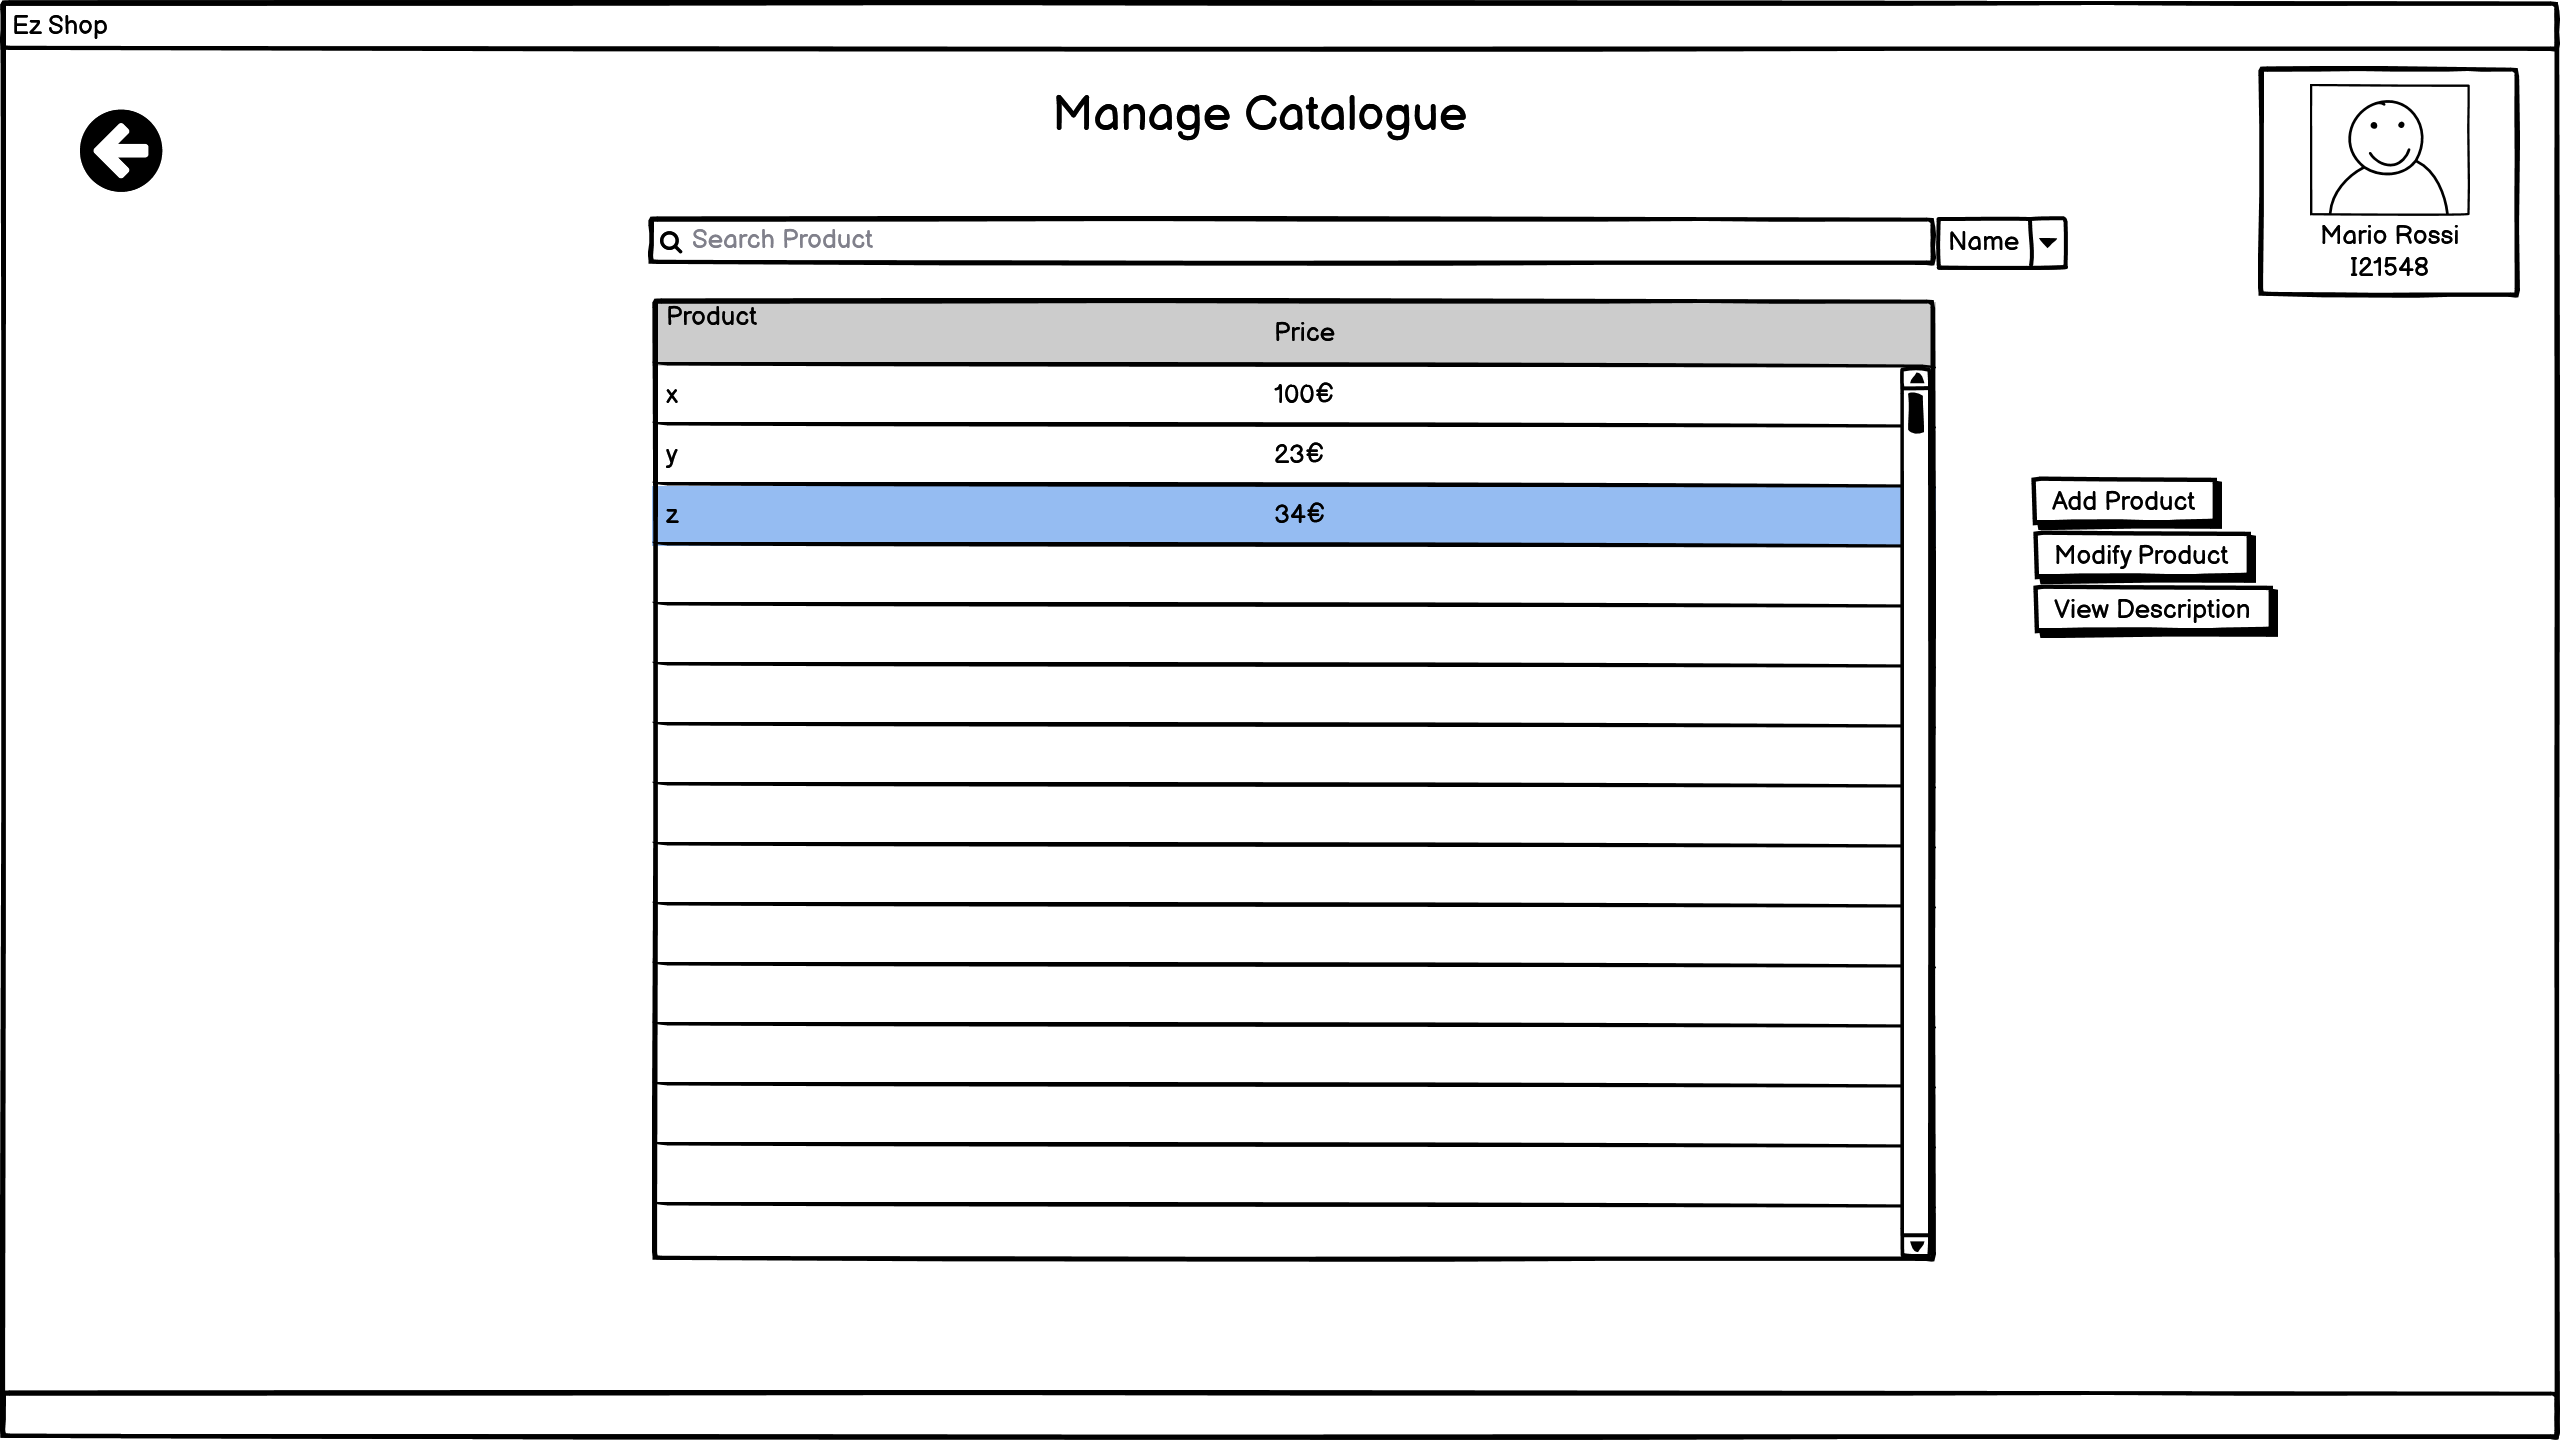 Ez Shop
Manage Catalogue
Mario Rossi
I21548
Search Product
Name
Product
Price
x 100€
y 23€
z 34€
Add Product
Modify Product
View Description